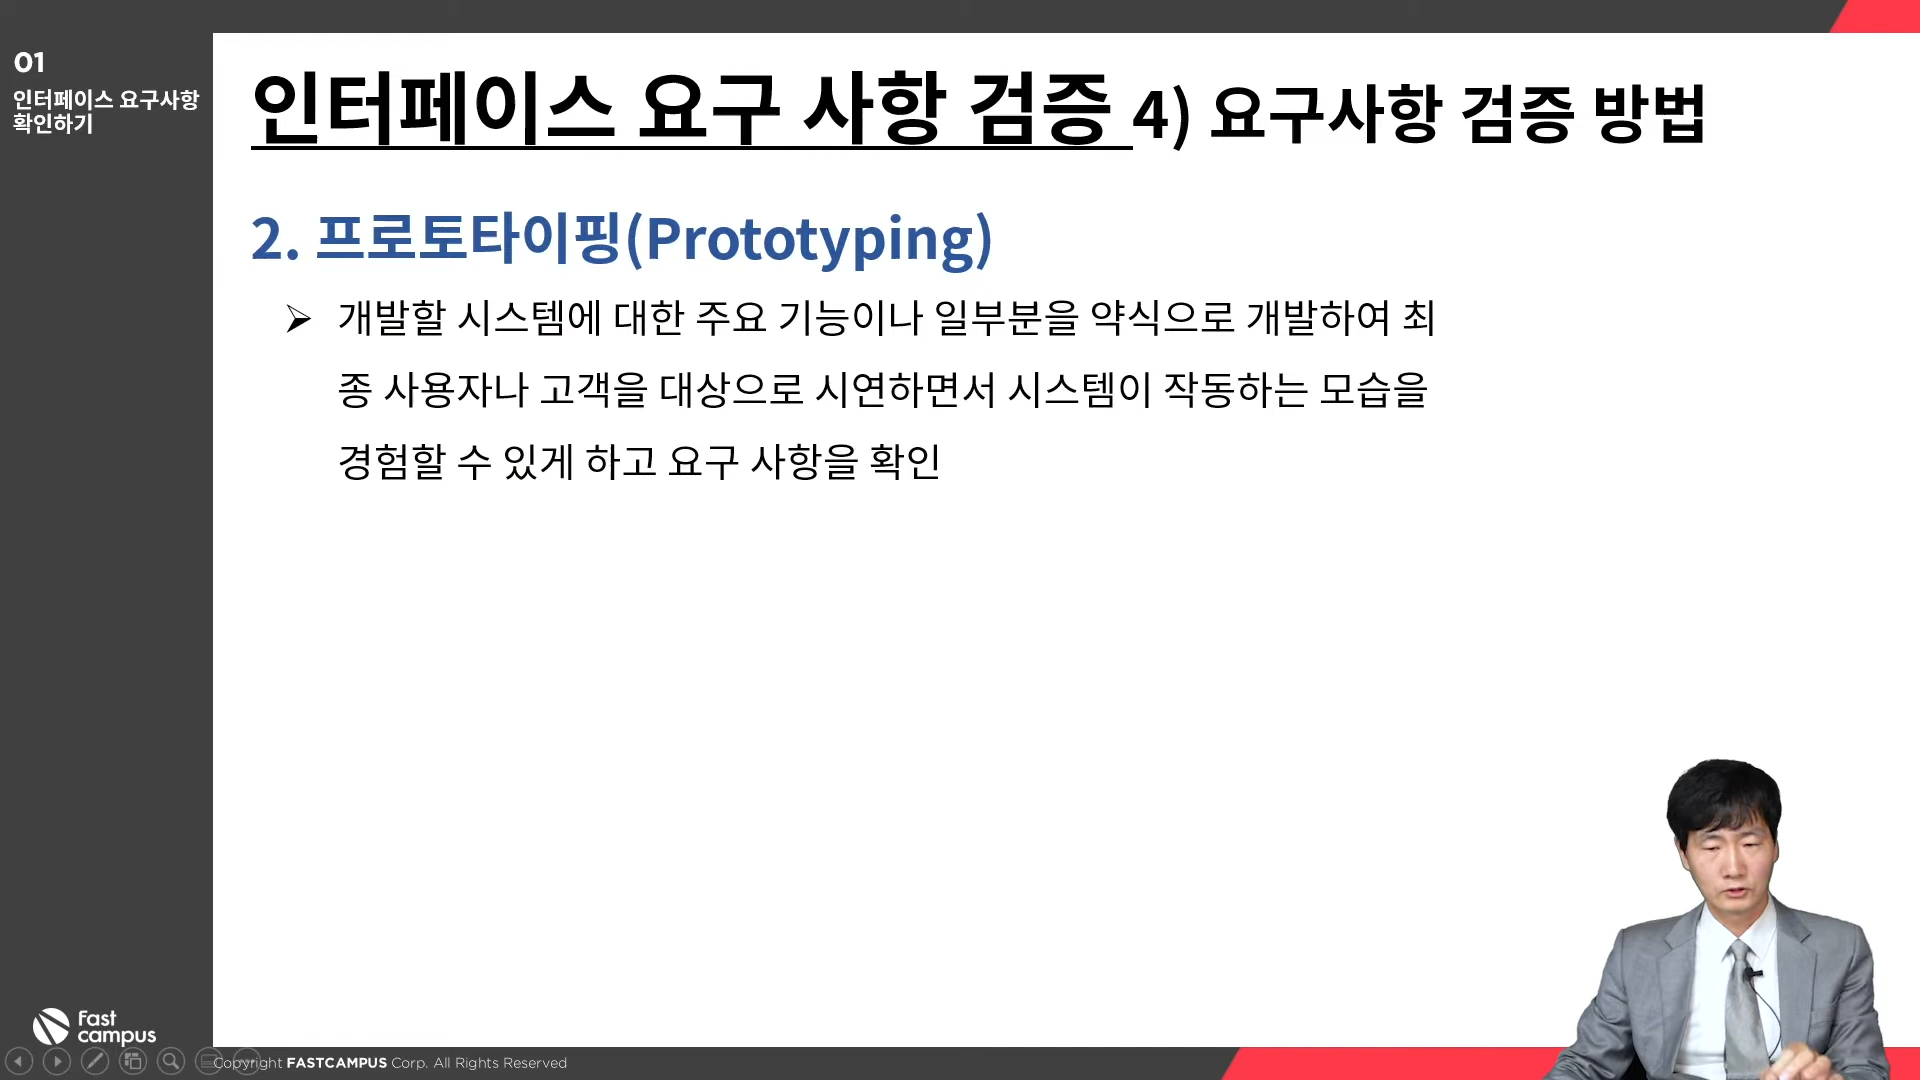 01
인터페이스 요구사항
확인하기
인터페이스 요구 사항 검증 4) 요구사항 검증 방법
2. 프로토타이핑(Prototyping)
➢ 개발할 시스템에 대한 주요 기능이나 일부분을 약식으로 개발하여 최
종 사용자나 고객을 대상으로 시연하면서 시스템이 작동하는 모습을
경험할 수 있게 하고 요구 사항을 확인
Fast
campus
Copyright FASTCAMPUS Corp. All Rights Reserved